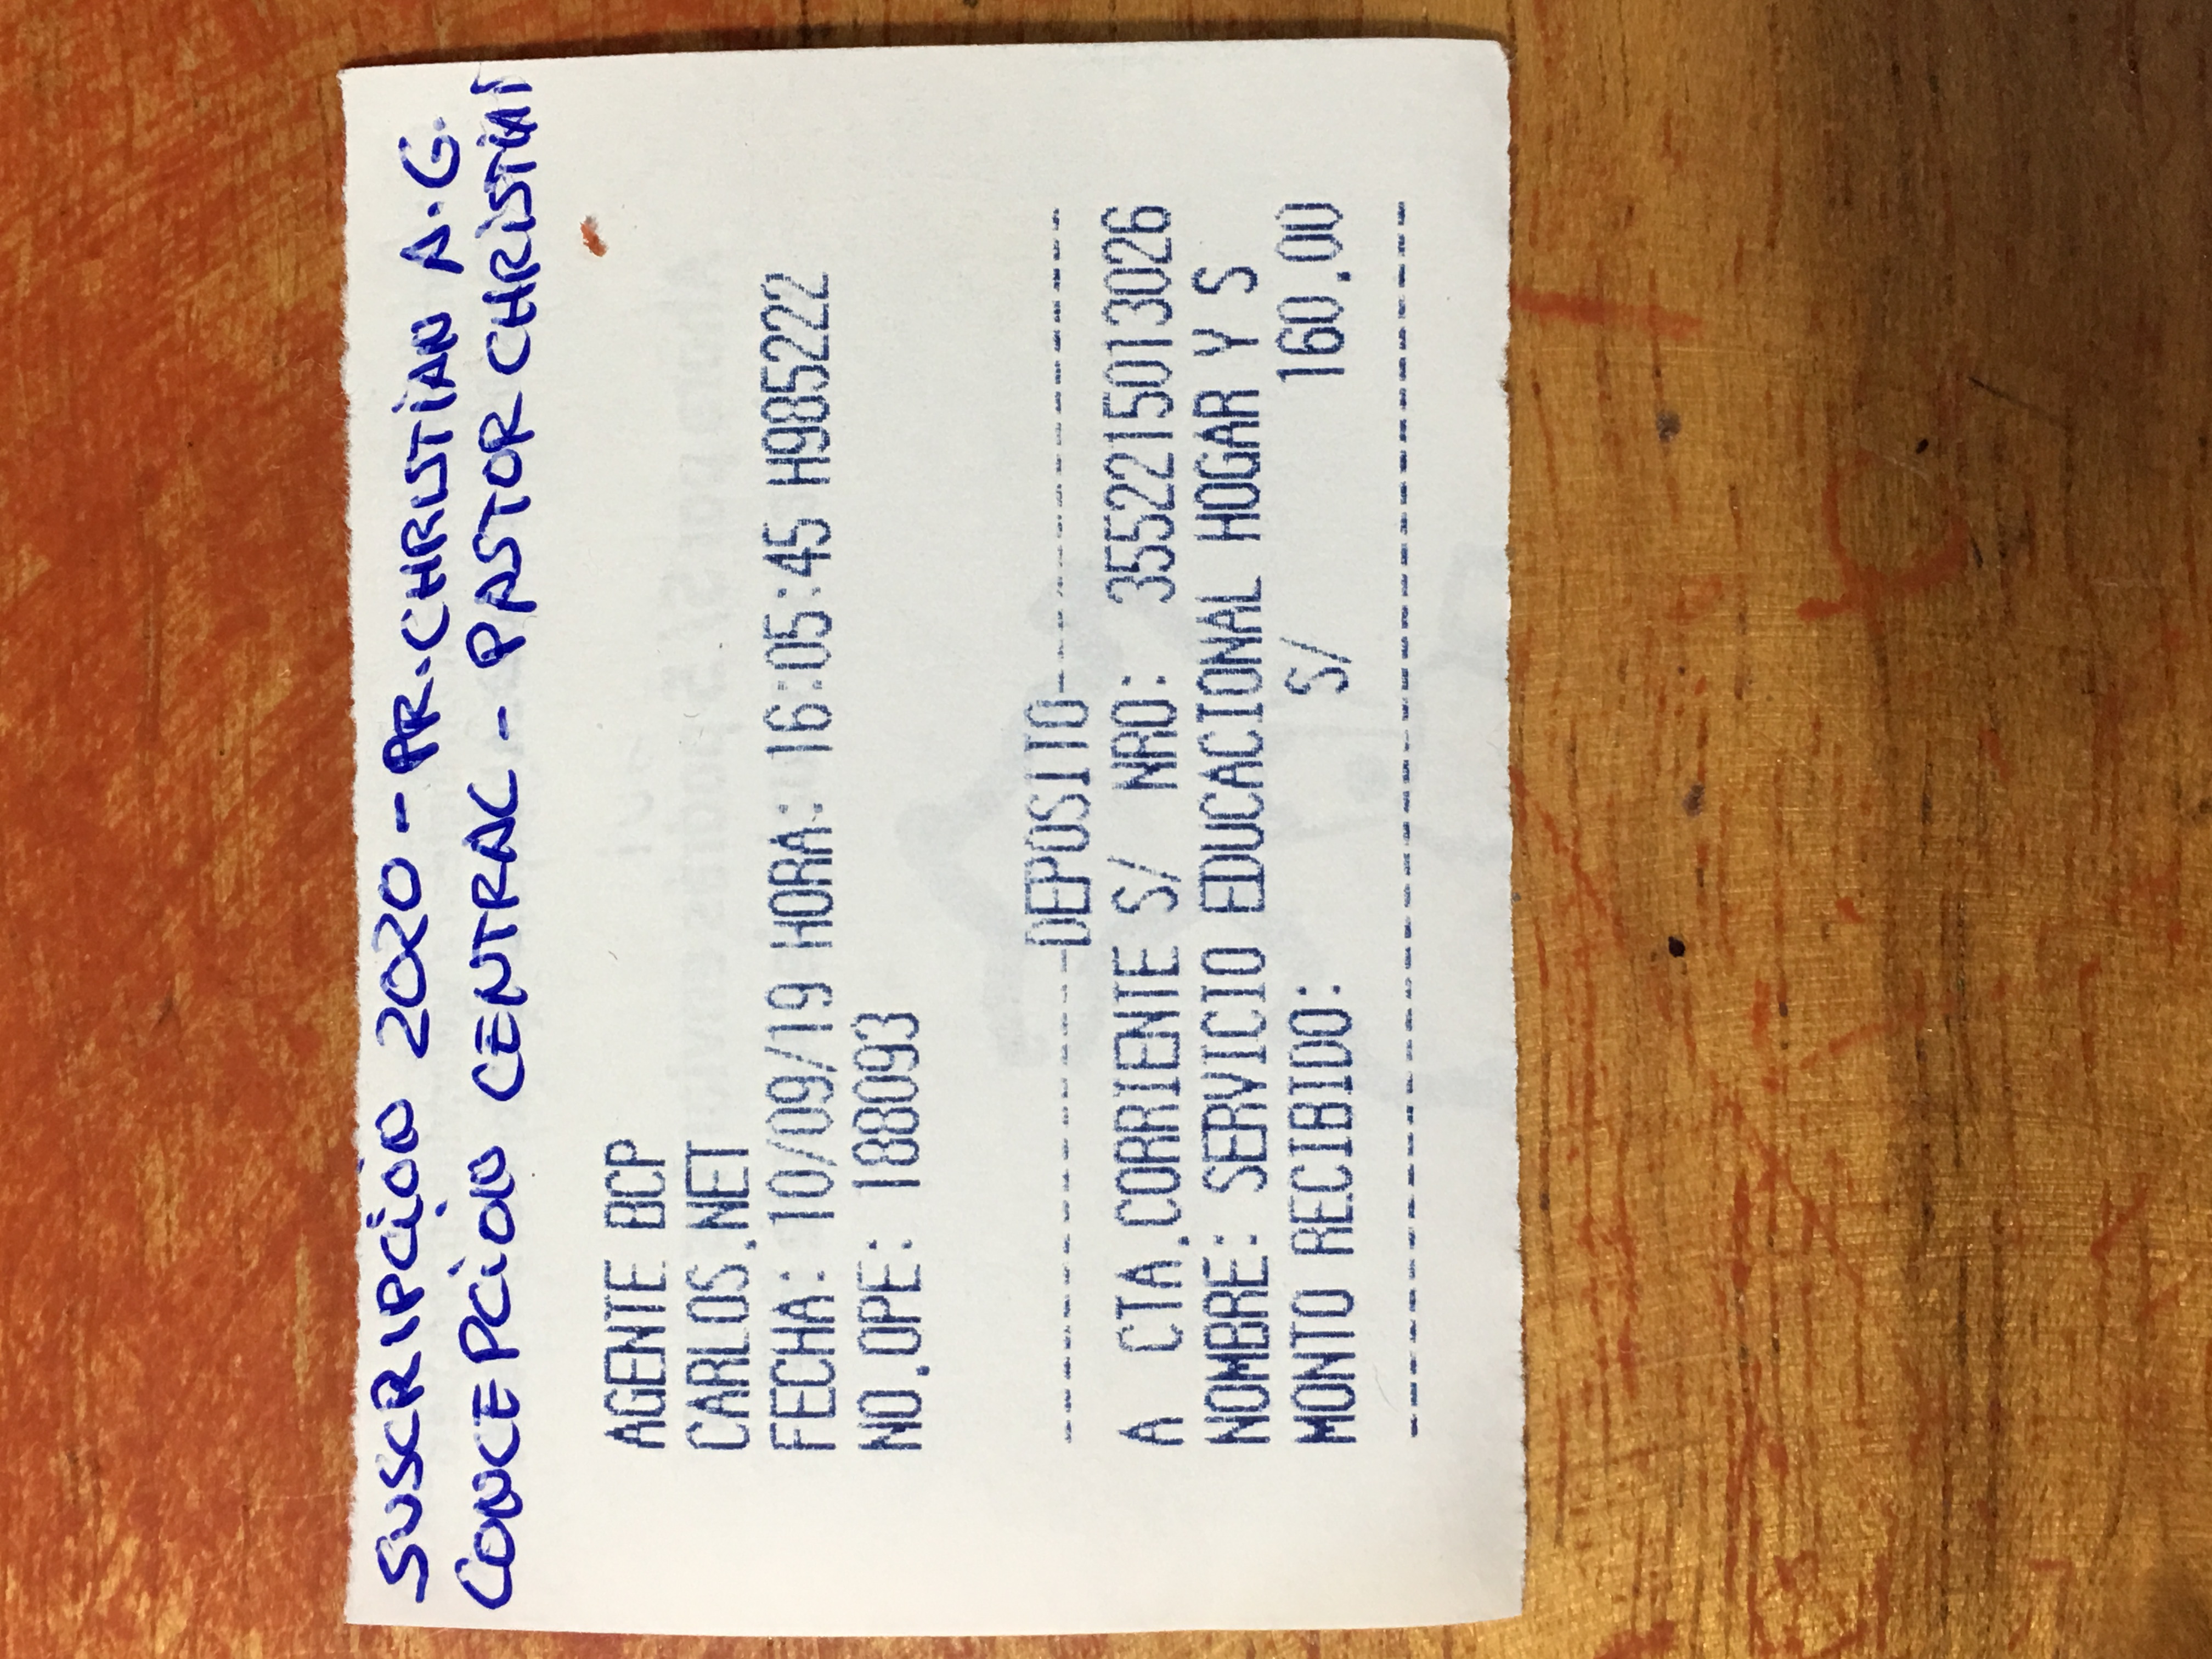 SUSCRIPCIÓN 2020 - PR. CHRISTIAN A.G.
CONCEPCIÓN CENTRAL - PASTOR CHRISTIAN
AGENTE BCP
CARLOS.NET
FECHA: 10/09/19 HORA: 16:05:45 H985222
NO.OPE: 188093
DEPOSITO
A CTA.CORRIENTE S/ NRO: 3552215013026
NOMBRE: SERVICIO EDUCACIONAL HOGAR Y S
MONTO RECIBIDO: S/ 160.00